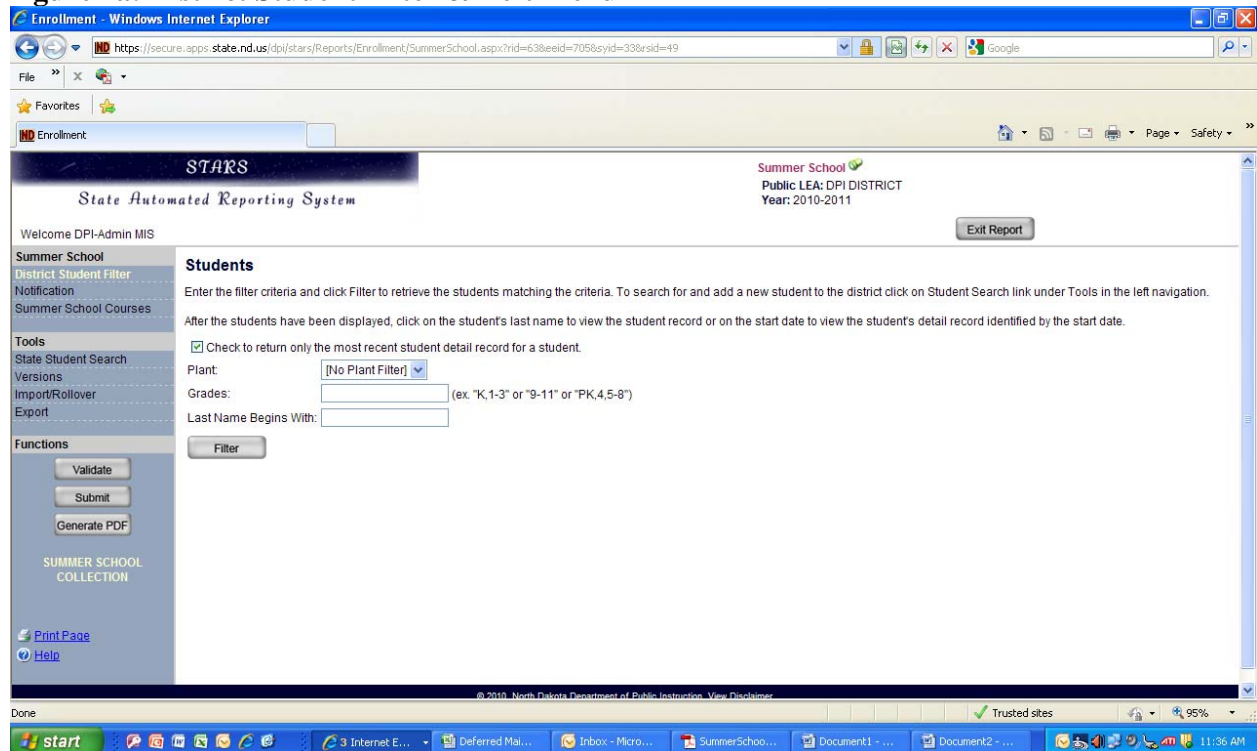 Enrollment - Windows Internet Explorer
https://secure.apps.state.nd.us/dpi/stars/Reports/Enrollment/SummerSchool.aspx?rid=63&eeid=705&syid=33&rsid=49
Google
File » X
Favorites
Enrollment
Page Safety »
STARS
State Automated Reporting System
Welcome DPI-Admin MIS
Summer School
Public LEA: DPI DISTRICT
Year: 2010-2011
Exit Report
Summer School
District Student Filter
Notification
Summer School Courses
Tools
State Student Search
Versions
Import/Rollover
Export
Functions
Validate
Submit
Generate PDF
SUMMER SCHOOL
COLLECTION
Print Page
Help
Students
Enter the filter criteria and click Filter to retrieve the students matching the criteria. To search for and add a new student to the district click on Student Search link under Tools in the left navigation.
After the students have been displayed, click on the student's last name to view the student record or on the start date to view the student's detail record identified by the start date.
Check to return only the most recent student detail record for a student.
Plant: [No Plant Filter]
Grades: (ex. "K,1-3" or "9-11" or "PK,4,5-8")
Last Name Begins With:
Filter
© 2010 North Dakota Department of Public Instruction View Disclaimer
Done
Trusted sites
95%
start
3 Internet E...
Deferred Mai...
Inbox - Micro...
SummerSchoo...
Document1 - ...
Document2 - ...
11:36 AM